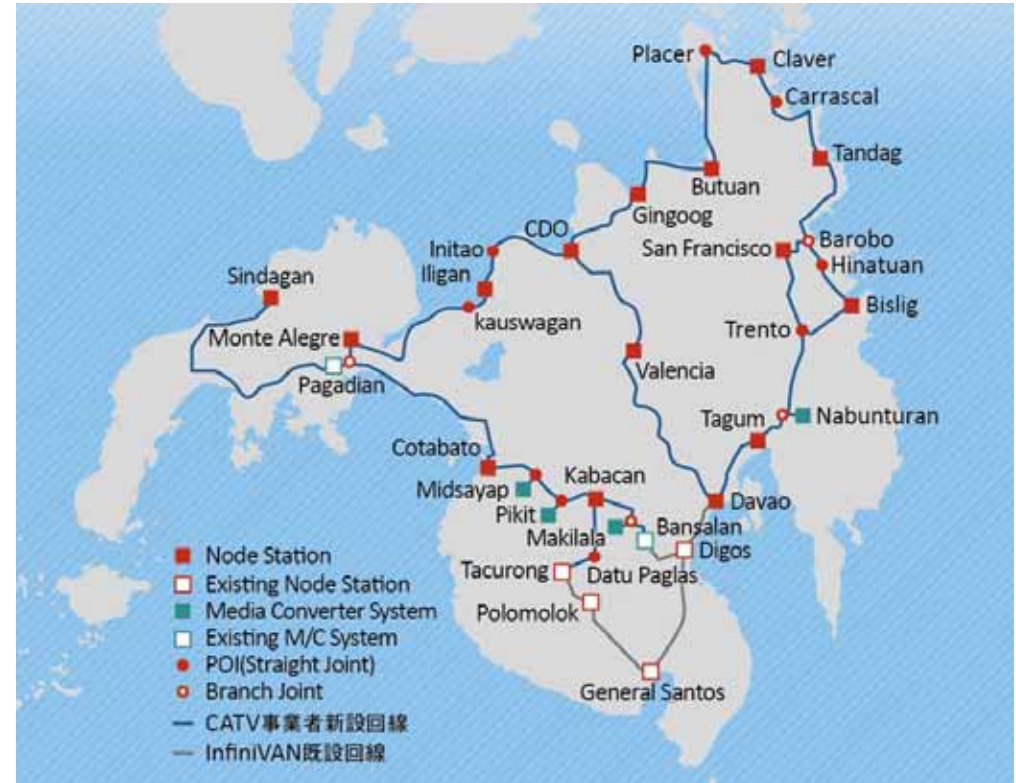 Placer
Claver
Carrascal
Tandag
Butuan
Gingoog
CDO
San Francisco
Barobo
Initao
Hinatuan
Iligan
Sindagan
Bislig
kauswagan
Monte Alegre
Trento
Valencia
Pagadian
Tagum
Nabunturan
Cotabato
Kabacan
Midsayap
Davao
Pikit
Bansalan
Makilala
Digos
Tacurong
Datu Paglas
Polomolok
General Santos
Node Station
Existing Node Station
Media Converter System
Existing M/C System
POI(Straight Joint)
Branch Joint
CATV事業者新設回線
InfiniVAN既設回線